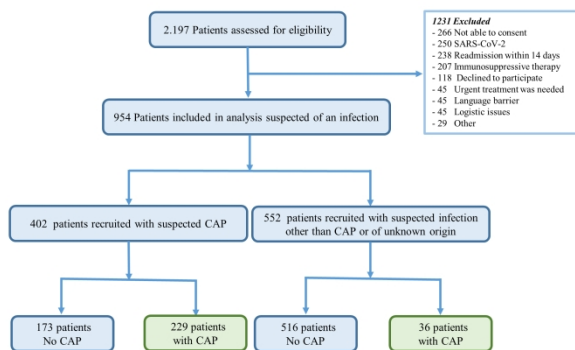 2.197 Patients assessed for eligibility
1231 Excluded
- 266 Not able to consent
- 250 SARS-CoV-2
- 238 Readmission within 14 days
- 207 Immunosuppressive therapy
- 118 Declined to participate
- 45 Urgent treatment was needed
- 45 Language barrier
- 45 Logistic issues
- 29 Other
954 Patients included in analysis suspected of an infection
402 patients recruited with suspected CAP
552 patients recruited with suspected infection
other than CAP or of unknown origin
173 patients
No CAP
229 patients
with CAP
516 patients
No CAP
36 patients
with CAP